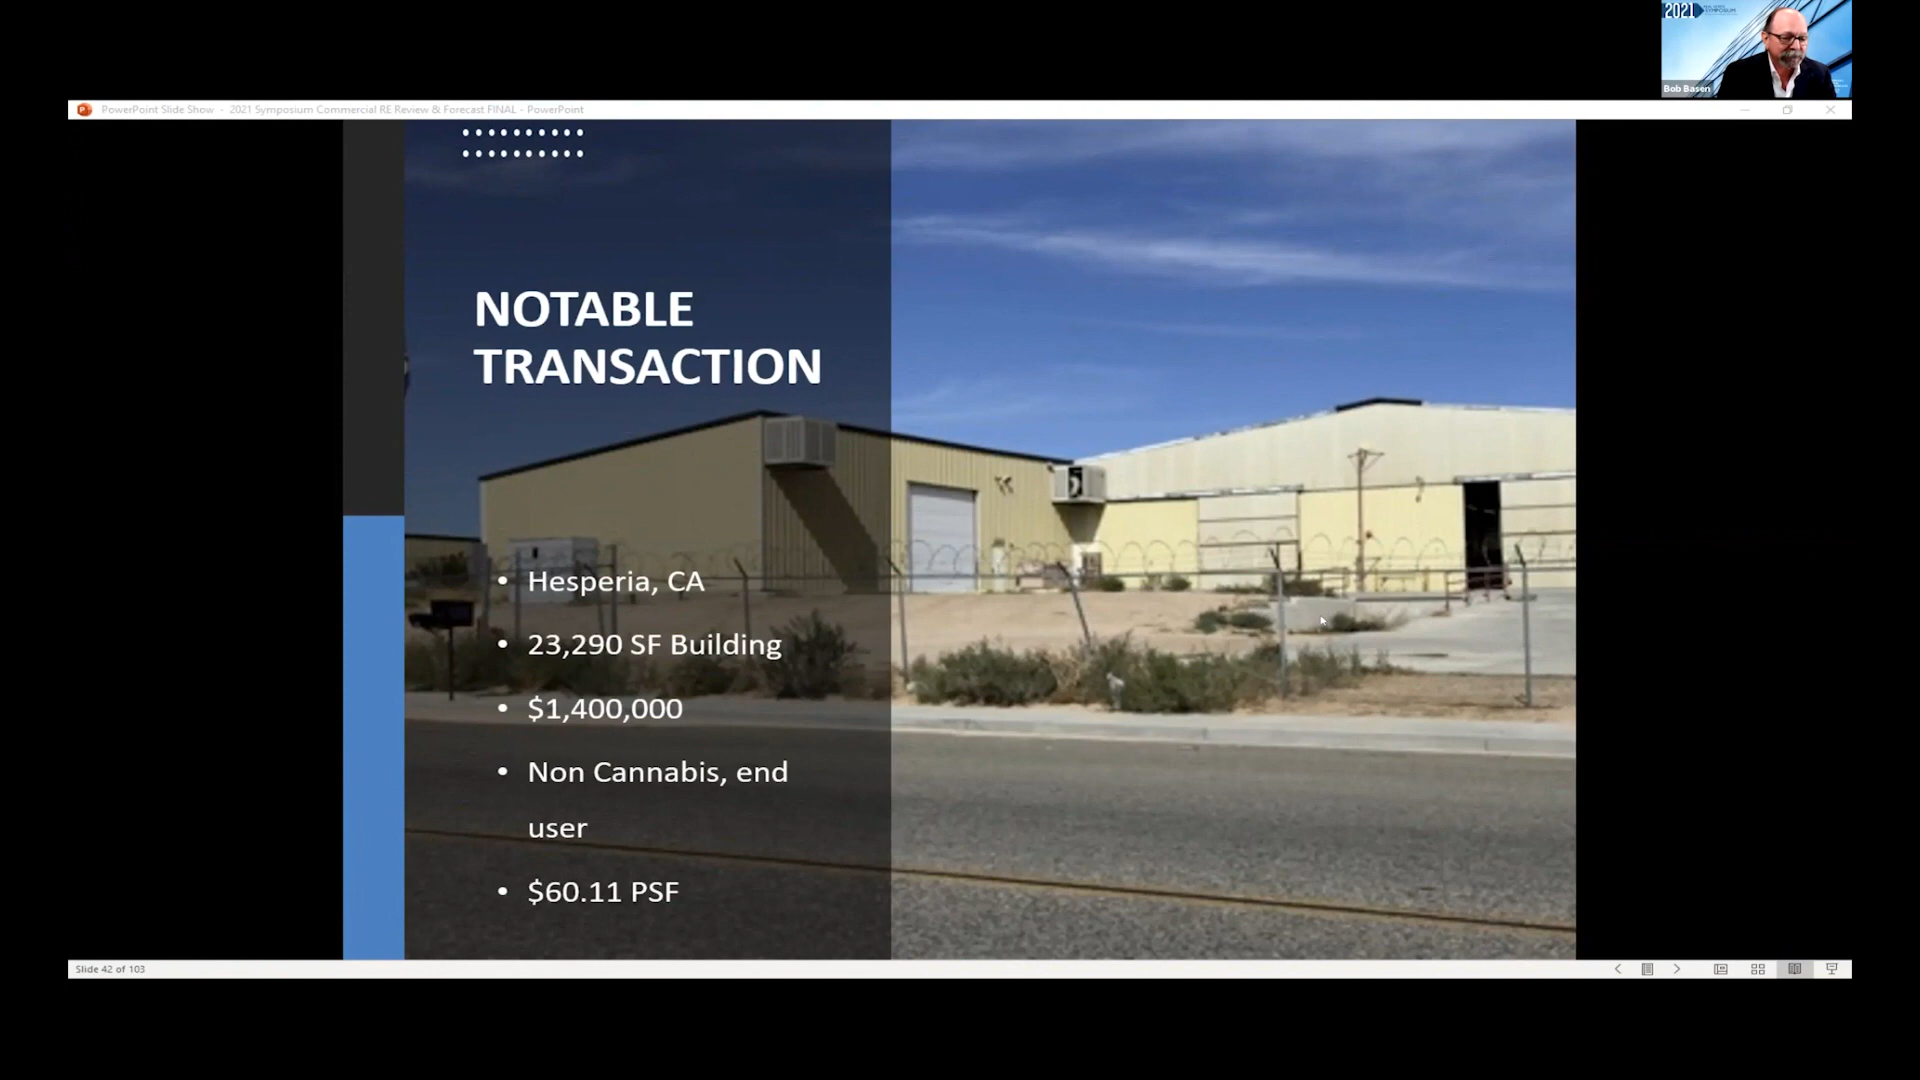 2021
SYMPOSIUM
Bob Basen
PowerPoint Slide Show - 2021 Symposium Commercial RE Review & Forecast FINAL - PowerPoint
NOTABLE
TRANSACTION
• Hesperia, CA
• 23,290 SF Building
• $1,400,000
• Non Cannabis, end
user
• $60.11 PSF
Slide 42 of 103